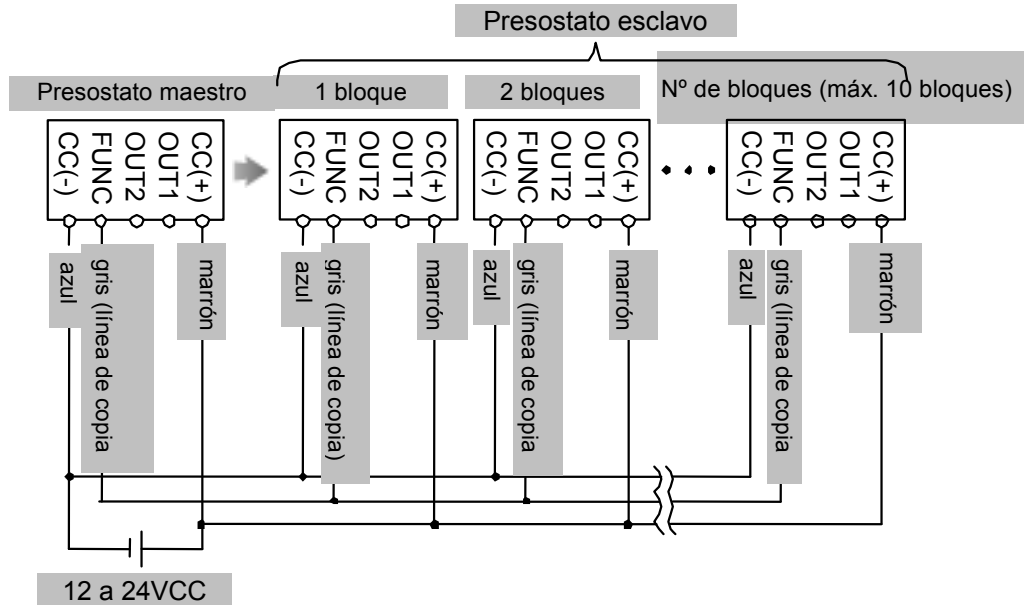 Presostato esclavo
Presostato maestro
1 bloque
2 bloques
Nº de bloques (máx. 10 bloques)
CC(-)
FUNC
OUT2
OUT1
CC(+)
CC(-)
FUNC
OUT2
OUT1
CC(+)
CC(-)
FUNC
OUT2
OUT1
CC(+)
CC(-)
FUNC
OUT2
OUT1
CC(+)
azul
gris (línea de copia
marrón
azul
gris (línea de copia)
marrón
azul
gris (línea de copia
marrón
azul
gris (línea de copia
marrón
12 a 24VCC